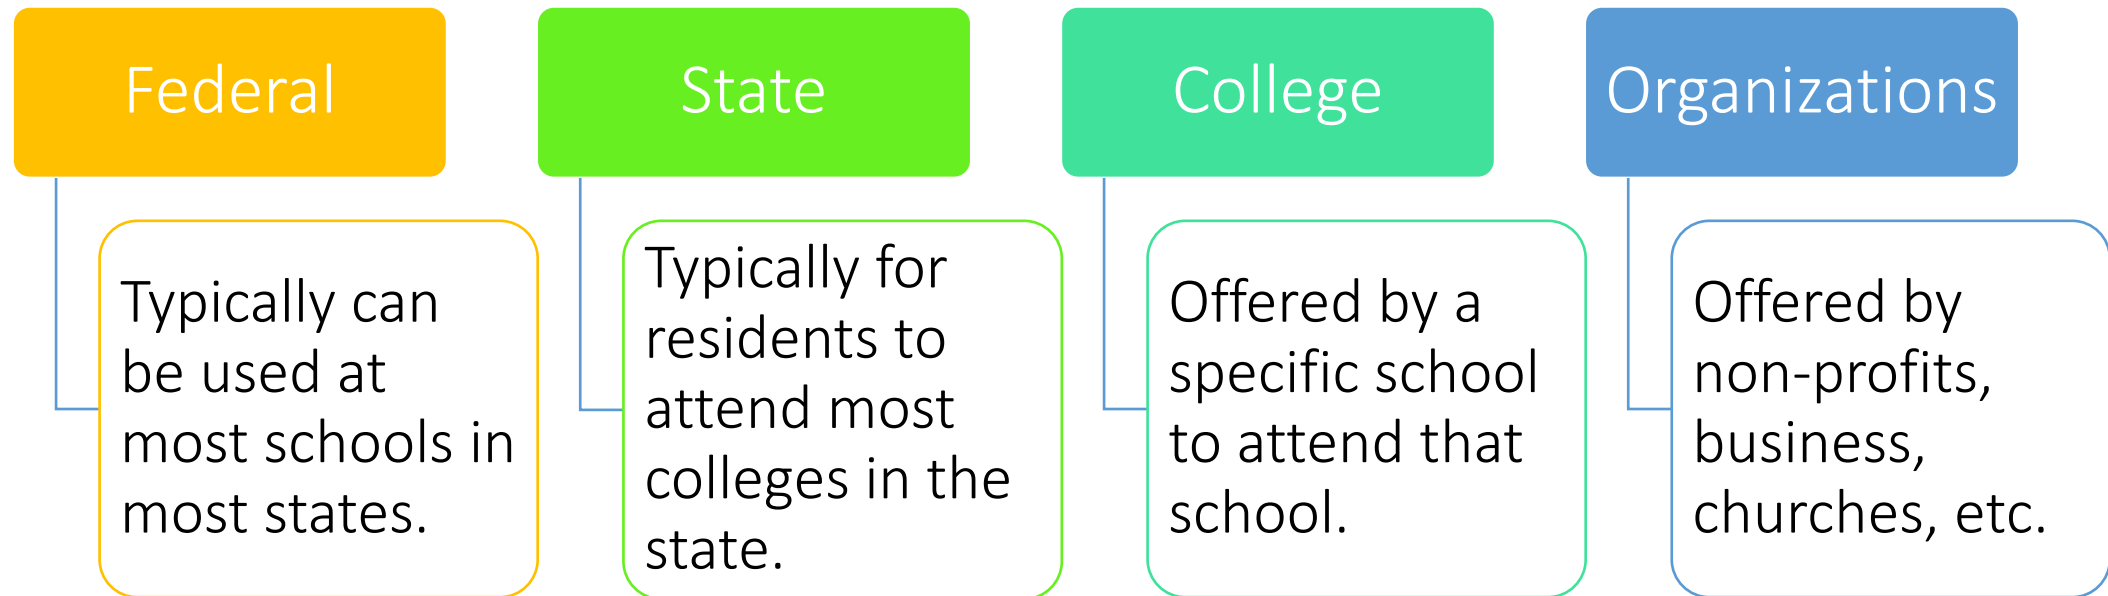 Federal
Typically can
be used at
most schools in
most states.
State
Typically for
residents to
attend most
colleges in the
state.
College
Offered by a
specific school
to attend that
school.
Organizations
Offered by
non-profits,
business,
churches, etc.